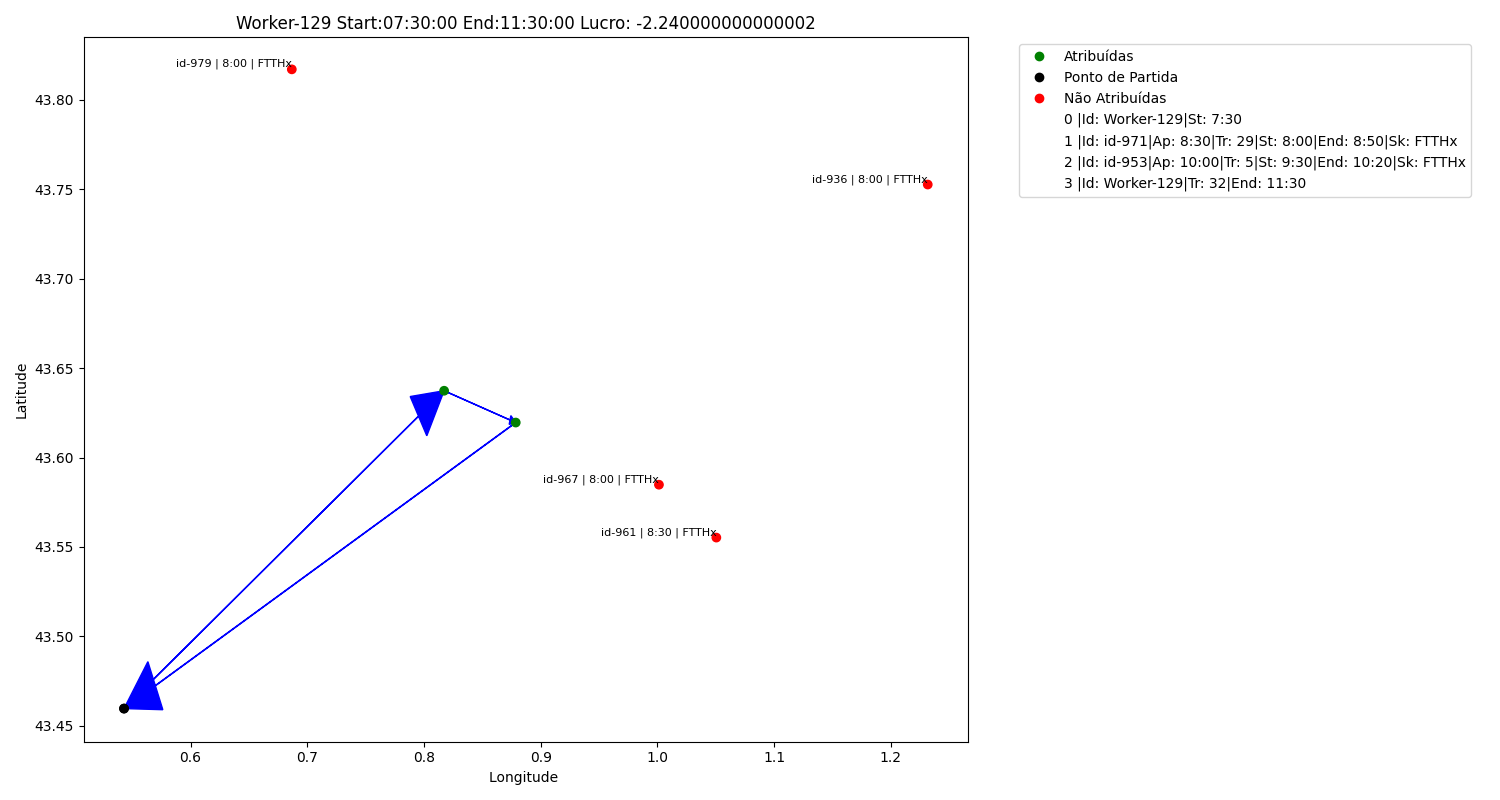 Worker-129 Start:07:30:00 End:11:30:00 Lucro: -2.240000000000002
id-979 | 8:00 | FTTHx
id-936 | 8:00 | FTTHx
id-967 | 8:00 | FTTHx
id-961 | 8:30 | FTTHx
43.80
43.75
43.70
43.65
43.60
43.55
43.50
43.45
Latitude
0.6
0.7
0.8
0.9
1.0
1.1
1.2
Longitude
Atribuídas
Ponto de Partida
Não Atribuídas
0 |Id: Worker-129|St: 7:30
1 |Id: id-971|Ap: 8:30|Tr: 29|St: 8:00|End: 8:50|Sk: FTTHx
2 |Id: id-953|Ap: 10:00|Tr: 5|St: 9:30|End: 10:20|Sk: FTTHx
3 |Id: Worker-129|Tr: 32|End: 11:30